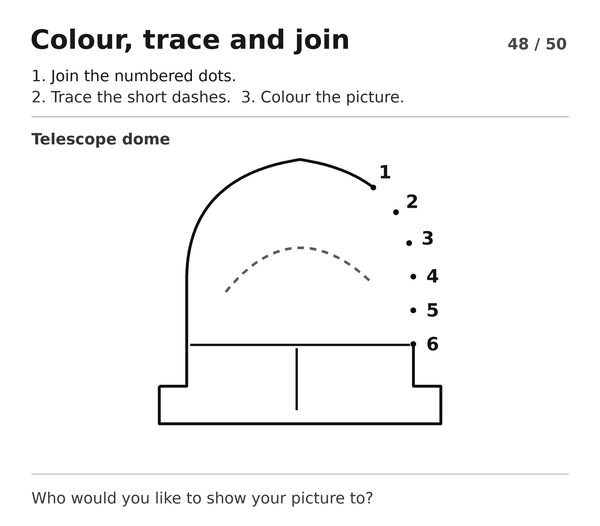 Colour, trace and join
48 / 50
1. Join the numbered dots.
2. Trace the short dashes.  3. Colour the picture.
Telescope dome
1
2
3
4
5
6
Who would you like to show your picture to?